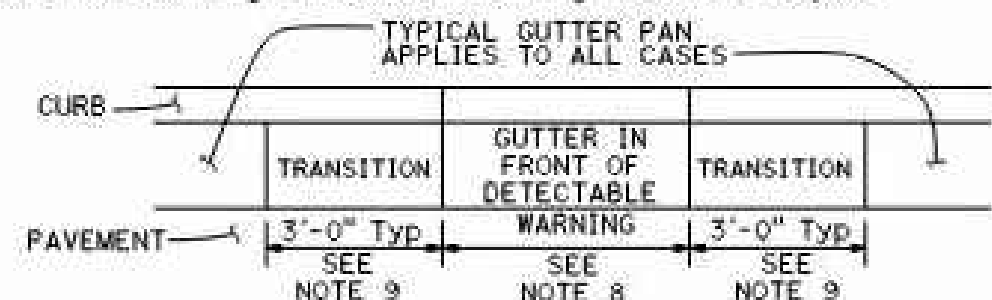 TYPICAL GUTTER PAN
APPLIES TO ALL CASES
CURB
TRANSITION
GUTTER IN
FRONT OF
DETECTABLE
WARNING
TRANSITION
PAVEMENT
3'-0" Typ
3'-0" Typ
SEE
NOTE 9
SEE
NOTE 8
SEE
NOTE 9